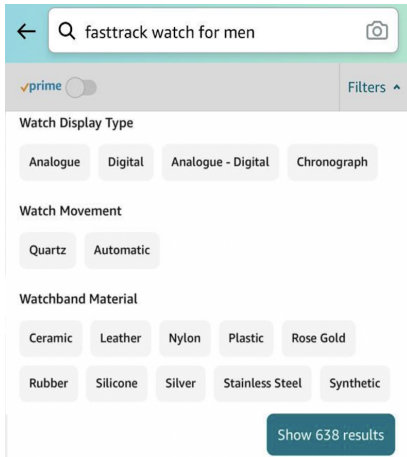 fasttrack watch for men
prime Filters
Watch Display Type
Analogue Digital Analogue - Digital Chronograph
Watch Movement
Quartz Automatic
Watchband Material
Ceramic Leather Nylon Plastic Rose Gold
Rubber Silicone Silver Stainless Steel Synthetic
Show 638 results